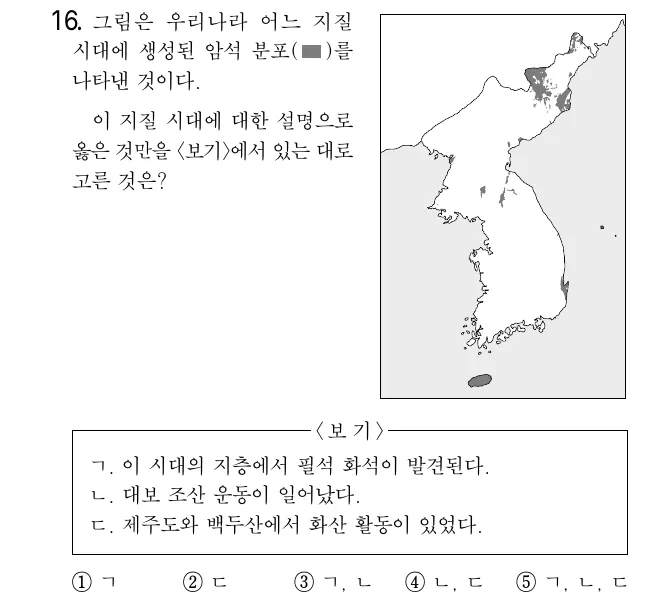 16. 그림은 우리나라 어느 지질
시대에 생성된 암석 분포( )를
나타낸 것이다.
이 지질 시대에 대한 설명으로
옳은 것만을 <보기>에서 있는 대로
고른 것은?
<보 기>
ㄱ. 이 시대의 지층에서 필석 화석이 발견된다.
ㄴ. 대보 조산 운동이 일어났다.
ㄷ. 제주도와 백두산에서 화산 활동이 있었다.
① ㄱ ② ㄷ ③ ㄱ, ㄴ ④ ㄴ, ㄷ ⑤ ㄱ, ㄴ, ㄷ